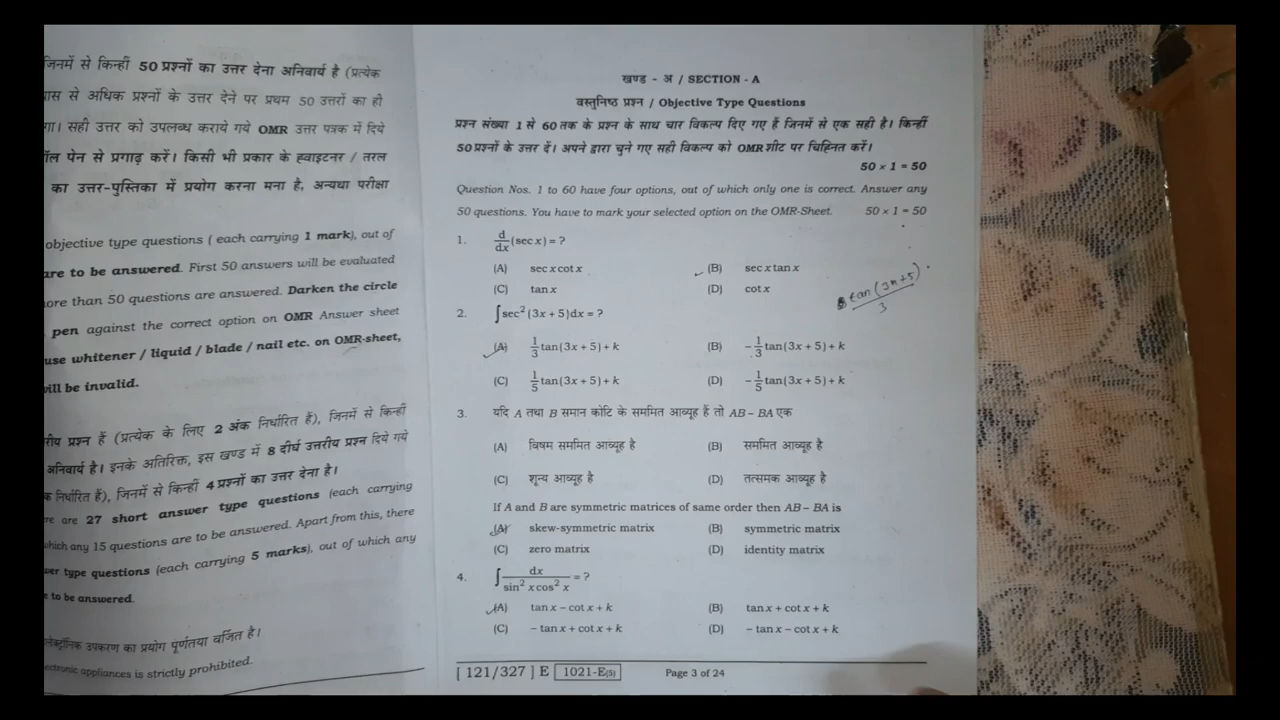 जिनमें से किन्हीं 50 प्रश्नों का उत्तर देना अनिवार्य है (प्रत्येक
से अधिक प्रश्नों के उत्तर देने पर प्रथम 50 उत्तरों का ही
गा। सही उत्तर को उपलब्ध कराये गये OMR उत्तर पत्रक में दिये
पेन से प्रगाढ़ करें। किसी भी प्रकार के ह्वाइटनर / तरल
का उत्तर-पुस्तिका में प्रयोग करना मना है, अन्यथा परीक्षा
objective type questions ( each carrying 1 mark), out of
are to be answered. First 50 answers will be evaluated
ore than 50 questions are answered. Darken the circle
pen against the correct option on OMR Answer sheet
use whitener / liquid / blade / nail etc. on OMR-sheet,
will be invalid.
रीय प्रश्न हैं (प्रत्येक के लिए 2 अंक निर्धारित हैं), जिनमें से किन्हीं
अनिवार्य है। इनके अतिरिक्त, इस खण्ड में 8 दीर्घ उत्तरीय प्रश्न दिये गये
क निर्धारित हैं), जिनमें से किन्हीं 4 प्रश्नों का उत्तर देना है।
re are 27 short answer type questions (each carrying
which any 15 questions are to be answered. Apart from this, there
wer type questions (each carrying 5 marks), out of which any
e to be answered.
लेक्ट्रॉनिक उपकरण का प्रयोग पूर्णतया वर्जित है।
ectronic appliances is strictly prohibited.
खण्ड - अ / SECTION - A
वस्तुनिष्ठ प्रश्न / Objective Type Questions
प्रश्न संख्या 1 से 60 तक के प्रश्न के साथ चार विकल्प दिए गए हैं जिनमें से एक सही है। किन्हीं
50 प्रश्नों के उत्तर दें। अपने द्वारा चुने गए सही विकल्प को OMR शीट पर चिह्नित करें।
50 × 1 = 50
Question Nos. 1 to 60 have four options, out of which only one is correct. Answer any
50 questions. You have to mark your selected option on the OMR-Sheet. 50 × 1 = 50
1. d/dx (sec x) = ?
(A) sec x cot x (B) sec x tan x
(C) tan x (D) cot x
tan (3x+5)/3
2. ∫sec² (3x + 5)dx = ?
(A) 1/3 tan(3x + 5) + k (B) -1/3 tan(3x + 5) + k
(C) 1/5 tan(3x + 5) + k (D) -1/5 tan(3x + 5) + k
3. यदि A तथा B समान कोटि के सममित आव्यूह हैं तो AB – BA एक
(A) विषम सममित आव्यूह है (B) सममित आव्यूह है
(C) शून्य आव्यूह है (D) तत्समक आव्यूह है
If A and B are symmetric matrices of same order then AB – BA is
(A) skew-symmetric matrix (B) symmetric matrix
(C) zero matrix (D) identity matrix
4. ∫ dx/(sin² x cos² x) = ?
(A) tan x – cot x + k (B) tan x + cot x + k
(C) – tan x + cot x + k (D) – tan x – cot x + k
[ 121/327 ] E 1021-E(5) Page 3 of 24